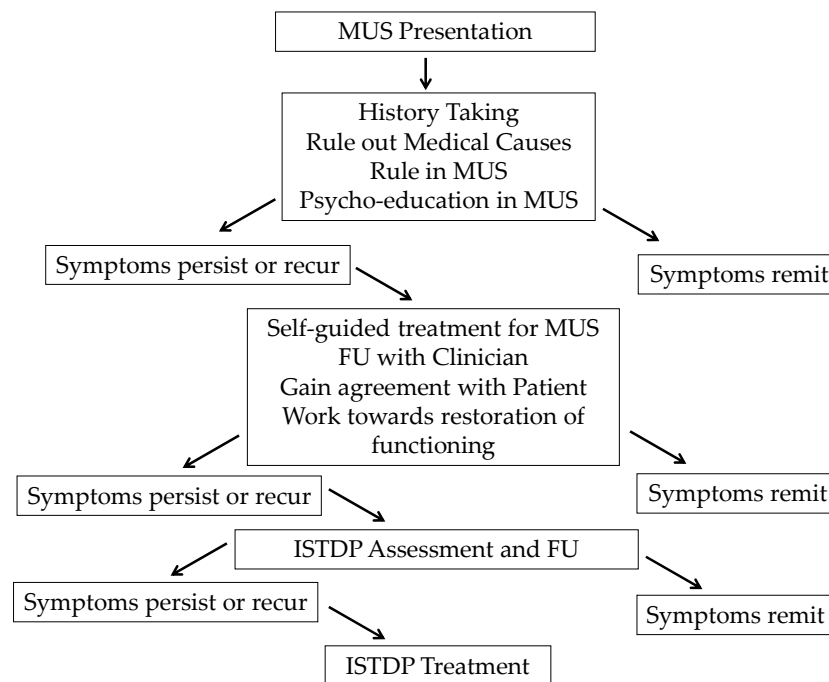 MUS Presentation
History Taking
Rule out Medical Causes
Rule in MUS
Psycho-education in MUS
Symptoms persist or recur
Symptoms remit
Self-guided treatment for MUS
FU with Clinician
Gain agreement with Patient
Work towards restoration of
functioning
Symptoms persist or recur
Symptoms remit
ISTDP Assessment and FU
Symptoms persist or recur
Symptoms remit
ISTDP Treatment